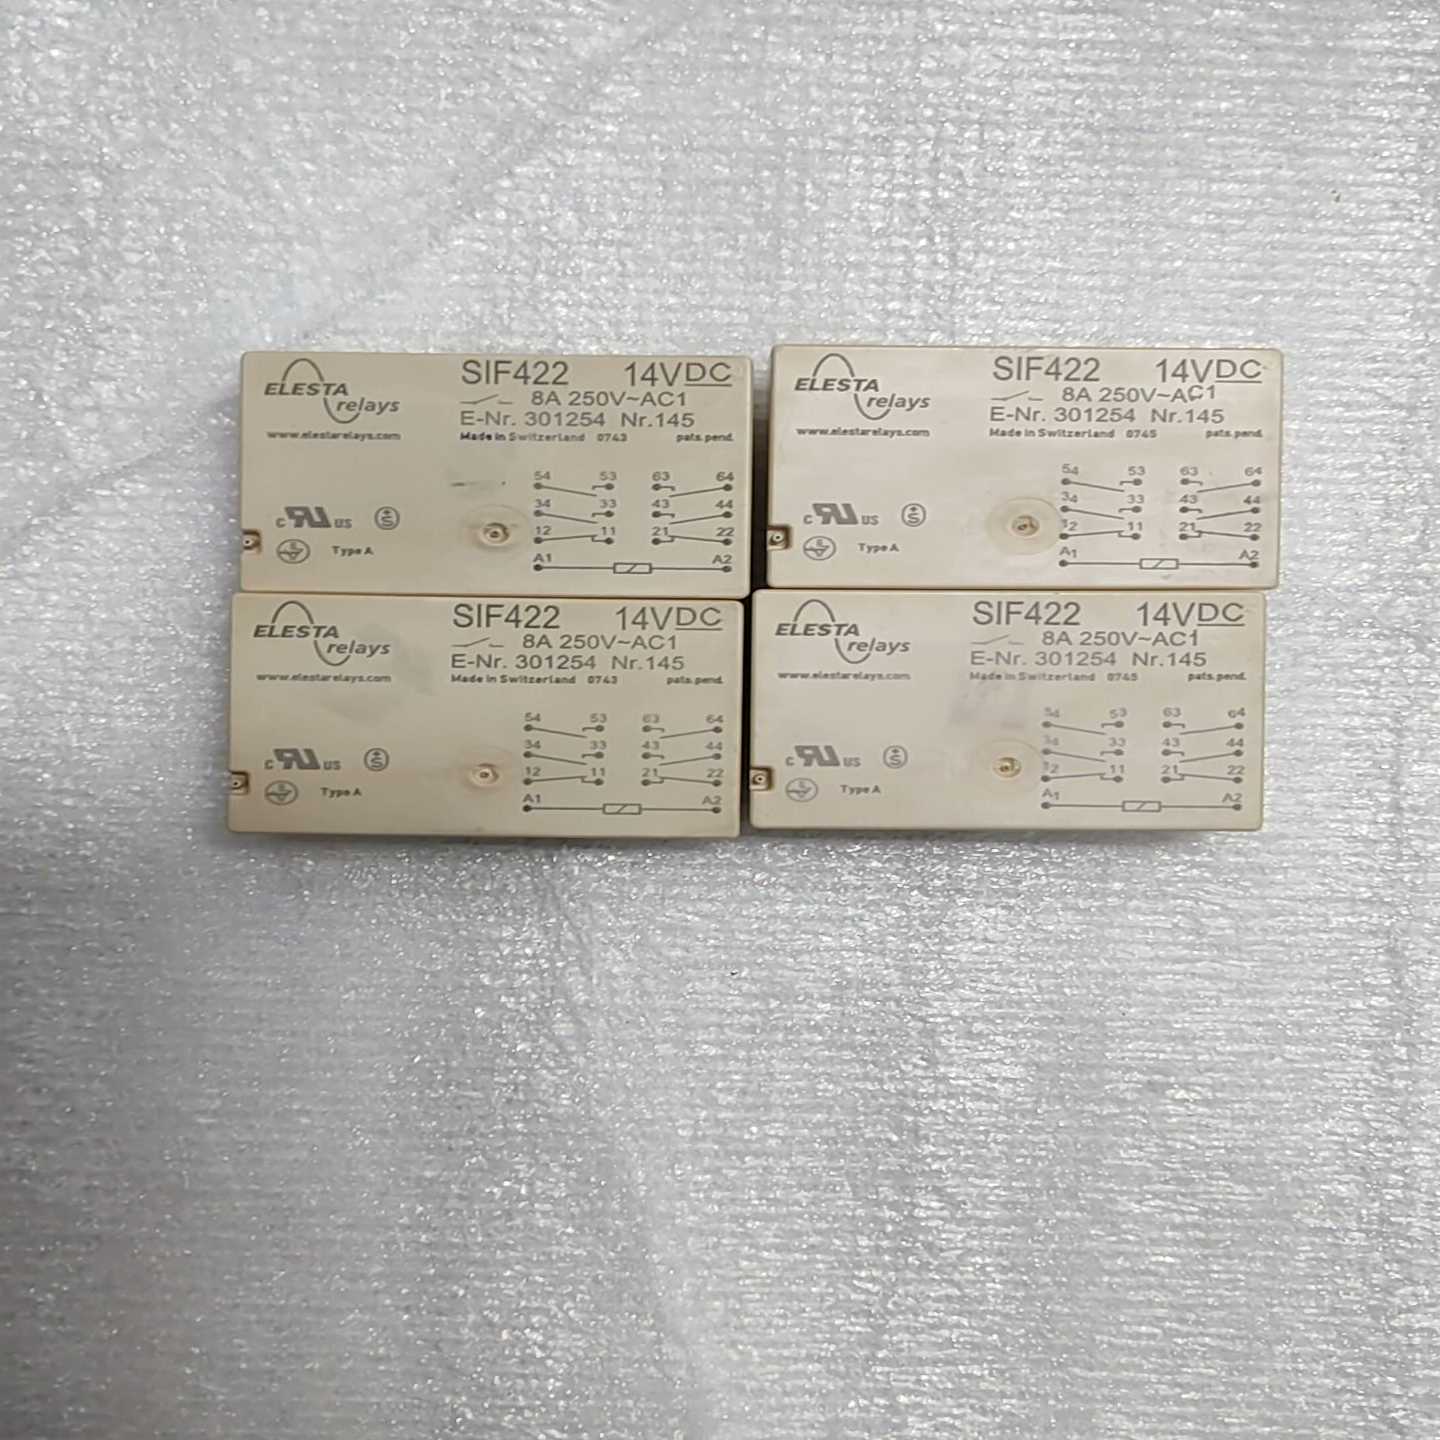 ELESTA relays
www.elestarelays.com
SIF422 14VDC
8A 250V~AC1
E-Nr. 301254 Nr.145
Made in Switzerland 0743 pats.pend.
54 53 63 64
34 33 43 44
12 11 21 22
A1 A2
c RU US S
Type A
ELESTA relays
www.elestarelays.com
SIF422 14VDC
8A 250V~AC1
E-Nr. 301254 Nr.145
Made in Switzerland 0745 pats.pend.
54 53 63 64
34 33 43 44
12 11 21 22
A1 A2
c RU US S
Type A
ELESTA relays
www.elestarelays.com
SIF422 14VDC
8A 250V~AC1
E-Nr. 301254 Nr.145
Made in Switzerland 0743 pats.pend.
54 53 63 64
34 33 43 44
12 11 21 22
A1 A2
c RU US S
Type A
ELESTA relays
www.elestarelays.com
SIF422 14VDC
8A 250V~AC1
E-Nr. 301254 Nr.145
Made in Switzerland 0745 pats.pend.
54 53 63 64
34 33 43 44
12 11 21 22
A1 A2
c RU US S
Type A